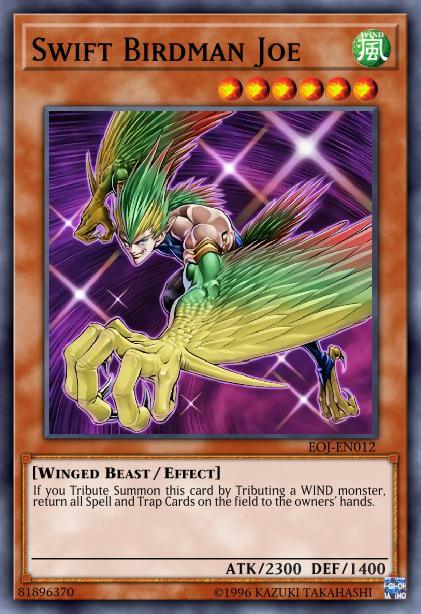 SWIFT BIRDMAN JOE
WIND
風
EOJ-EN012
[WINGED BEAST / EFFECT]
If you Tribute Summon this card by Tributing a WIND monster,
return all Spell and Trap Cards on the field to the owners' hands.
ATK/2300 DEF/1400
81896370
©1996 KAZUKI TAKAHASHI